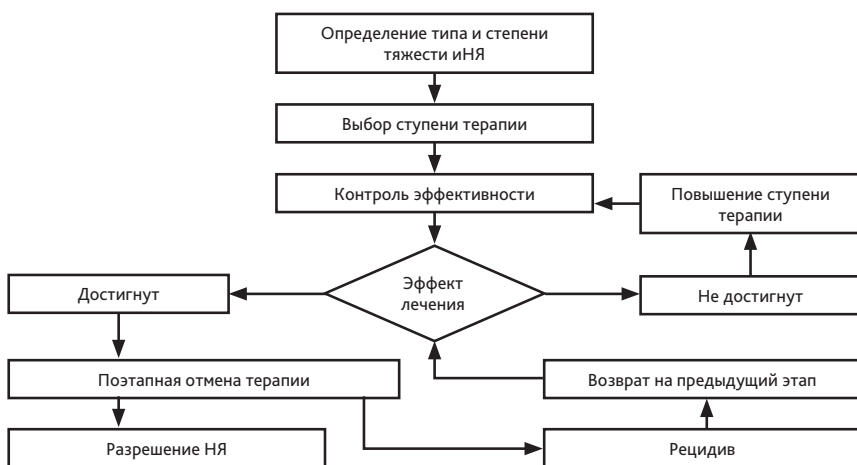 Определение типа и степени
тяжести иНЯ
Выбор ступени терапии
Контроль эффективности
Повышение ступени
терапии
Эффект
лечения
Достигнут
Не достигнут
Поэтапная отмена терапии
Возврат на предыдущий этап
Разрешение НЯ
Рецидив